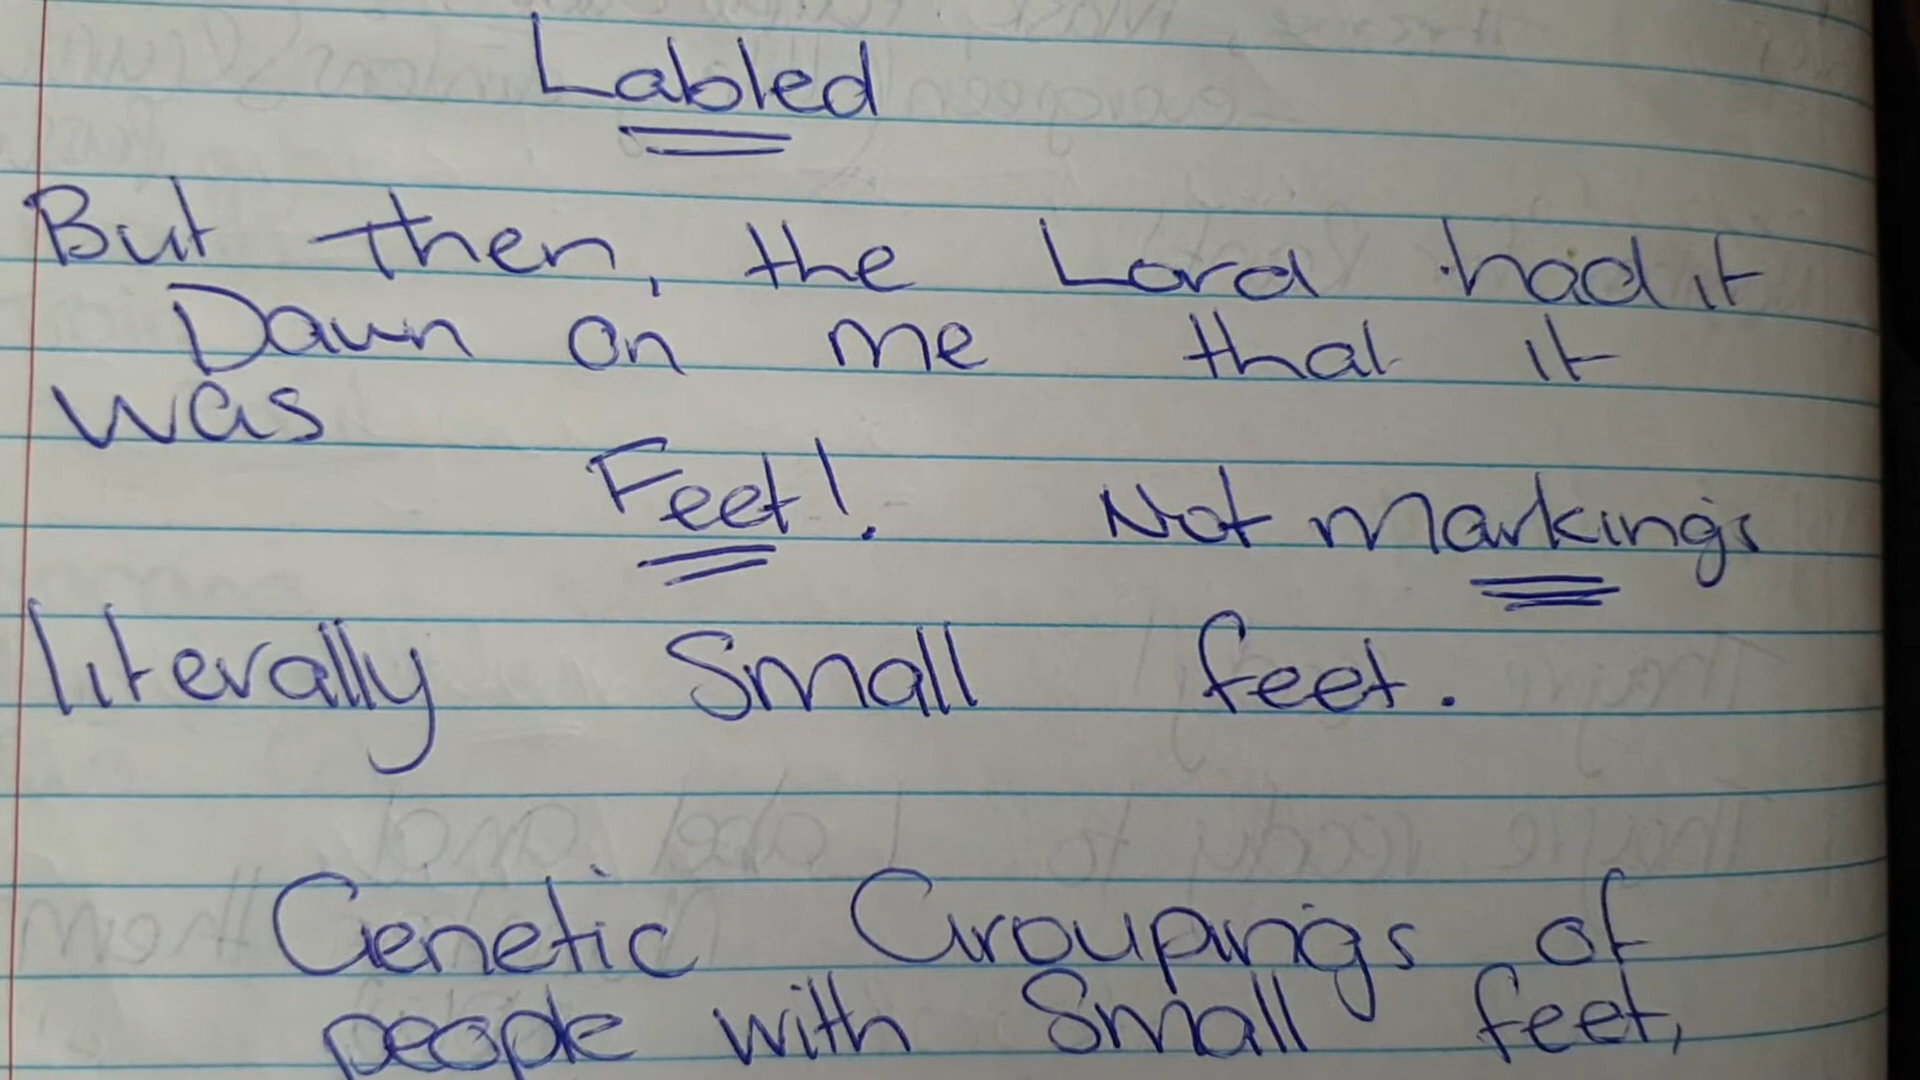 Labled
But then, the Lord had it
Dawn on me that it
was
Feet!. Not markings
literally Small feet.
Genetic Groupings of
people with Small feet,